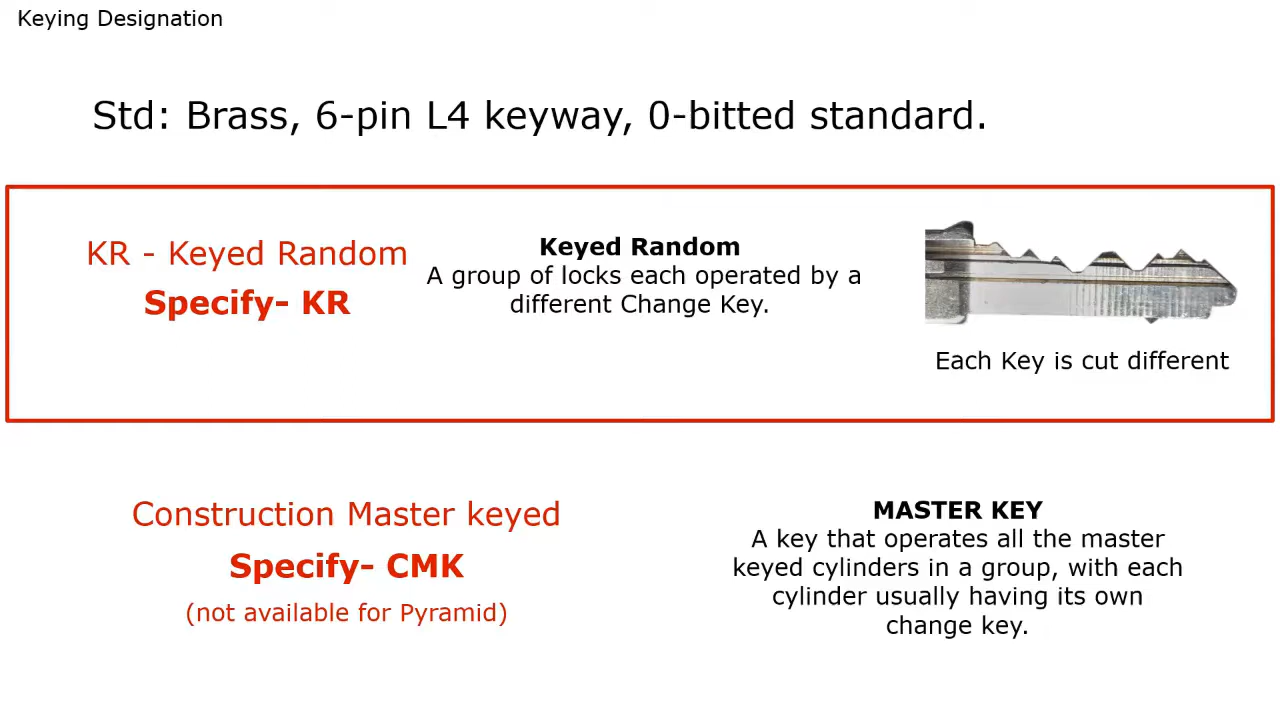 Keying Designation
Std: Brass, 6-pin L4 keyway, 0-bitted standard.
KR - Keyed Random
Specify- KR
Keyed Random
A group of locks each operated by a
different Change Key.
Each Key is cut different
Construction Master keyed
Specify- CMK
(not available for Pyramid)
MASTER KEY
A key that operates all the master
keyed cylinders in a group, with each
cylinder usually having its own
change key.